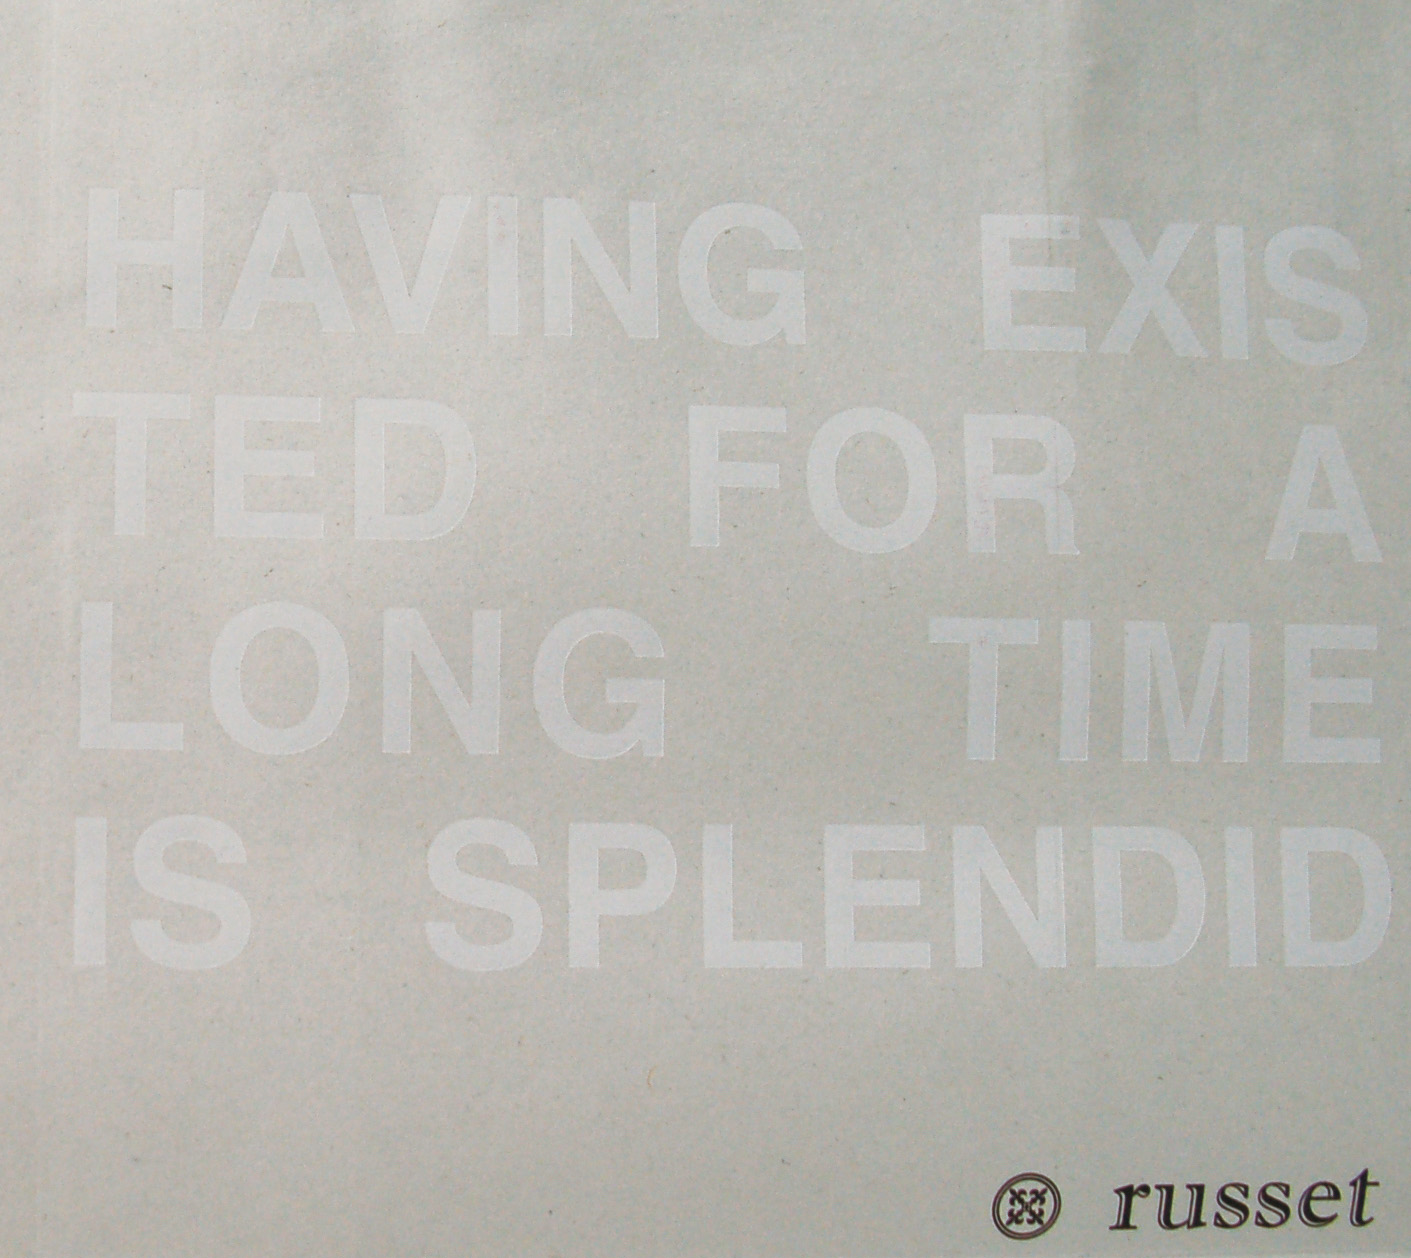 HAVING EXIS
TED FOR A
LONG TIME
IS SPLENDID
russet